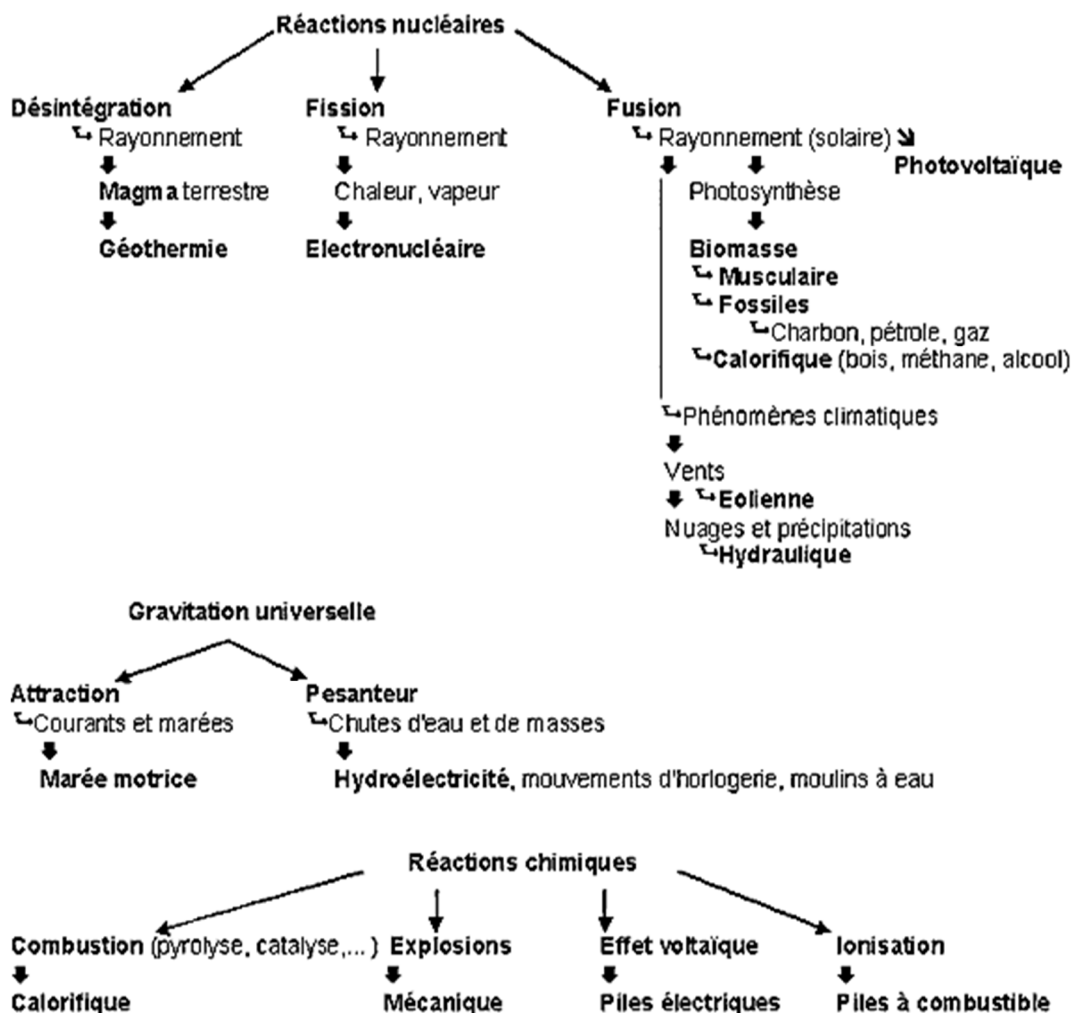 Réactions nucléaires
Désintégration Fission Fusion
Rayonnement Rayonnement Rayonnement (solaire)
Photovoltaïque
Magma terrestre Chaleur, vapeur Photosynthèse
Géothermie Electronucléaire Biomasse
Musculaire
Fossiles
Charbon, pétrole, gaz
Calorifique (bois, méthane, alcool)
Phénomènes climatiques
Vents
Eolienne
Nuages et précipitations
Hydraulique
Gravitation universelle
Attraction Pesanteur
Courants et marées Chutes d'eau et de masses
Marée motrice Hydroélectricité, mouvements d'horlogerie, moulins à eau
Réactions chimiques
Combustion (pyrolyse, catalyse,... ) Explosions Effet voltaïque Ionisation
Calorifique Mécanique Piles électriques Piles à combustible